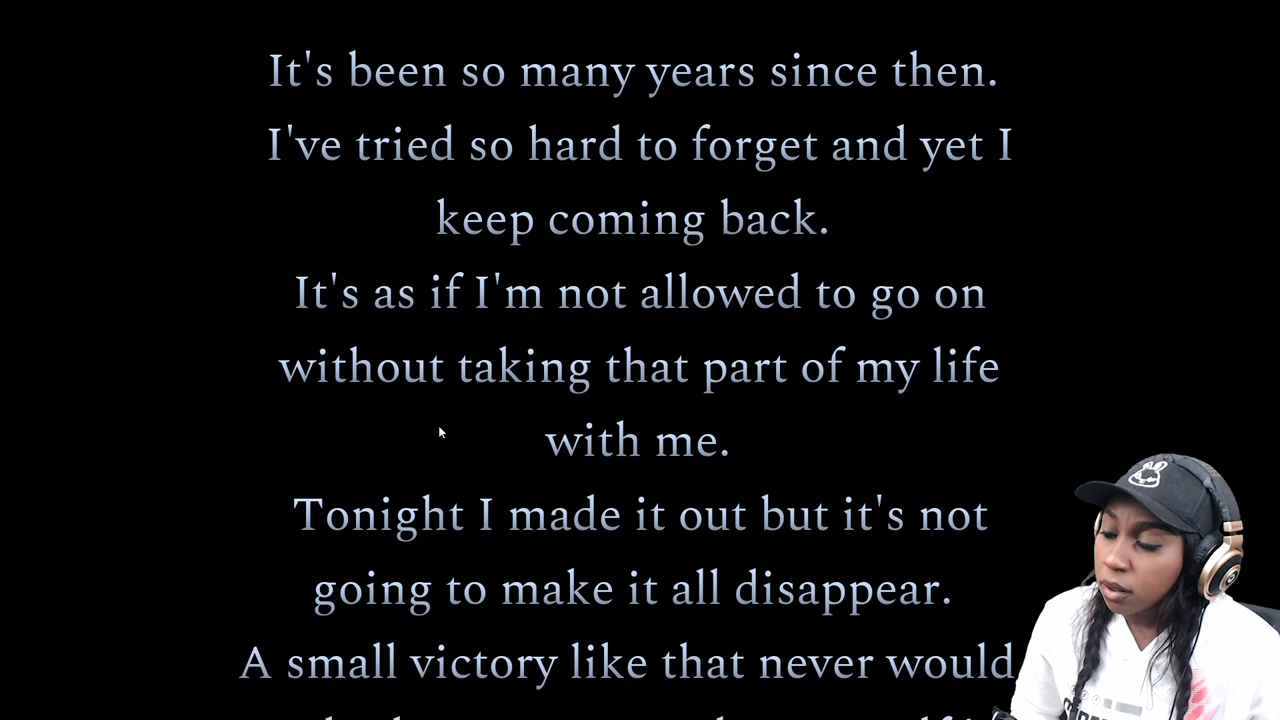 It's been so many years since then.
I've tried so hard to forget and yet I
keep coming back.
It's as if I'm not allowed to go on
without taking that part of my life
with me.
Tonight I made it out but it's not
going to make it all disappear.
A small victory like that never would